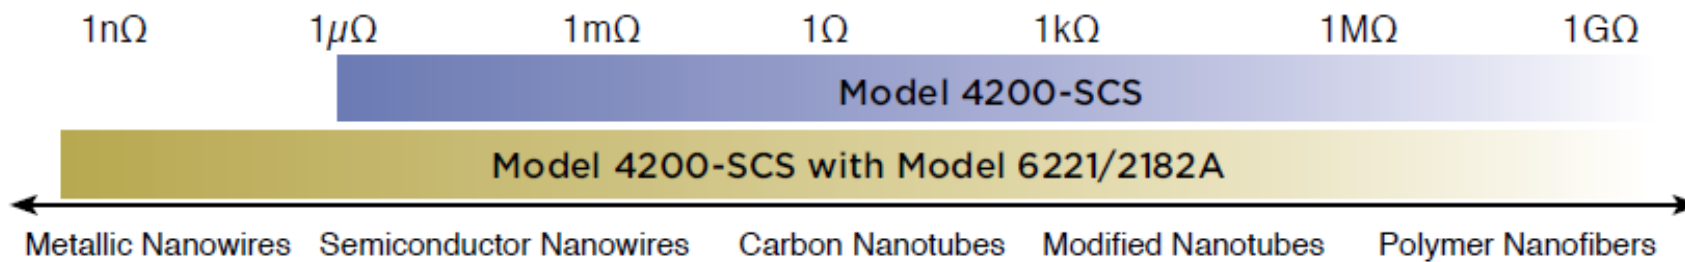 1nΩ 1μΩ 1mΩ 1Ω 1kΩ 1MΩ 1GΩ
Model 4200-SCS
Model 4200-SCS with Model 6221/2182A
Metallic Nanowires Semiconductor Nanowires Carbon Nanotubes Modified Nanotubes Polymer Nanofibers